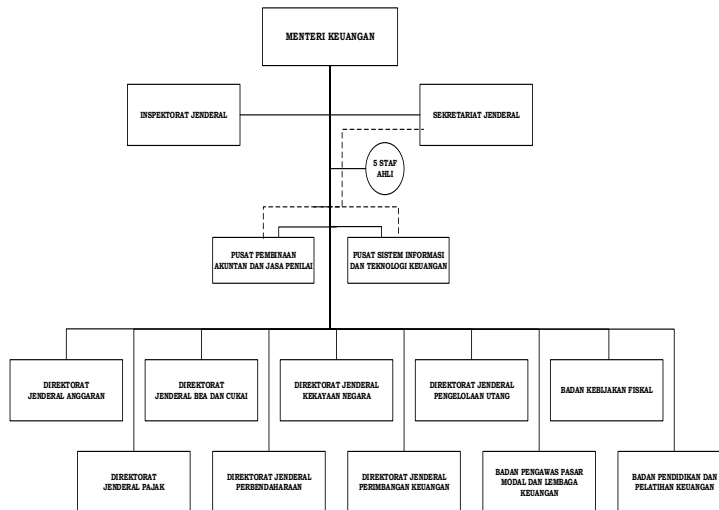 MENTERI KEUANGAN
INSPEKTORAT JENDERAL
SEKRETARIAT JENDERAL
5 STAF
AHLI
PUSAT PEMBINAAN
AKUNTAN DAN JASA PENILAI
PUSAT SISTEM INFORMASI
DAN TEKNOLOGI KEUANGAN
DIREKTORAT
JENDERAL ANGGARAN
DIREKTORAT
JENDERAL BEA DAN CUKAI
DIREKTORAT JENDERAL
KEKAYAAN NEGARA
DIREKTORAT JENDERAL
PENGELOLAAN UTANG
BADAN KEBIJAKAN FISKAL
DIREKTORAT
JENDERAL PAJAK
DIREKTORAT JENDERAL
PERBENDAHARAAN
DIREKTORAT JENDERAL
PERIMBANGAN KEUANGAN
BADAN PENGAWAS PASAR
MODAL DAN LEMBAGA
KEUANGAN
BADAN PENDIDIKAN DAN
PELATIHAN KEUANGAN